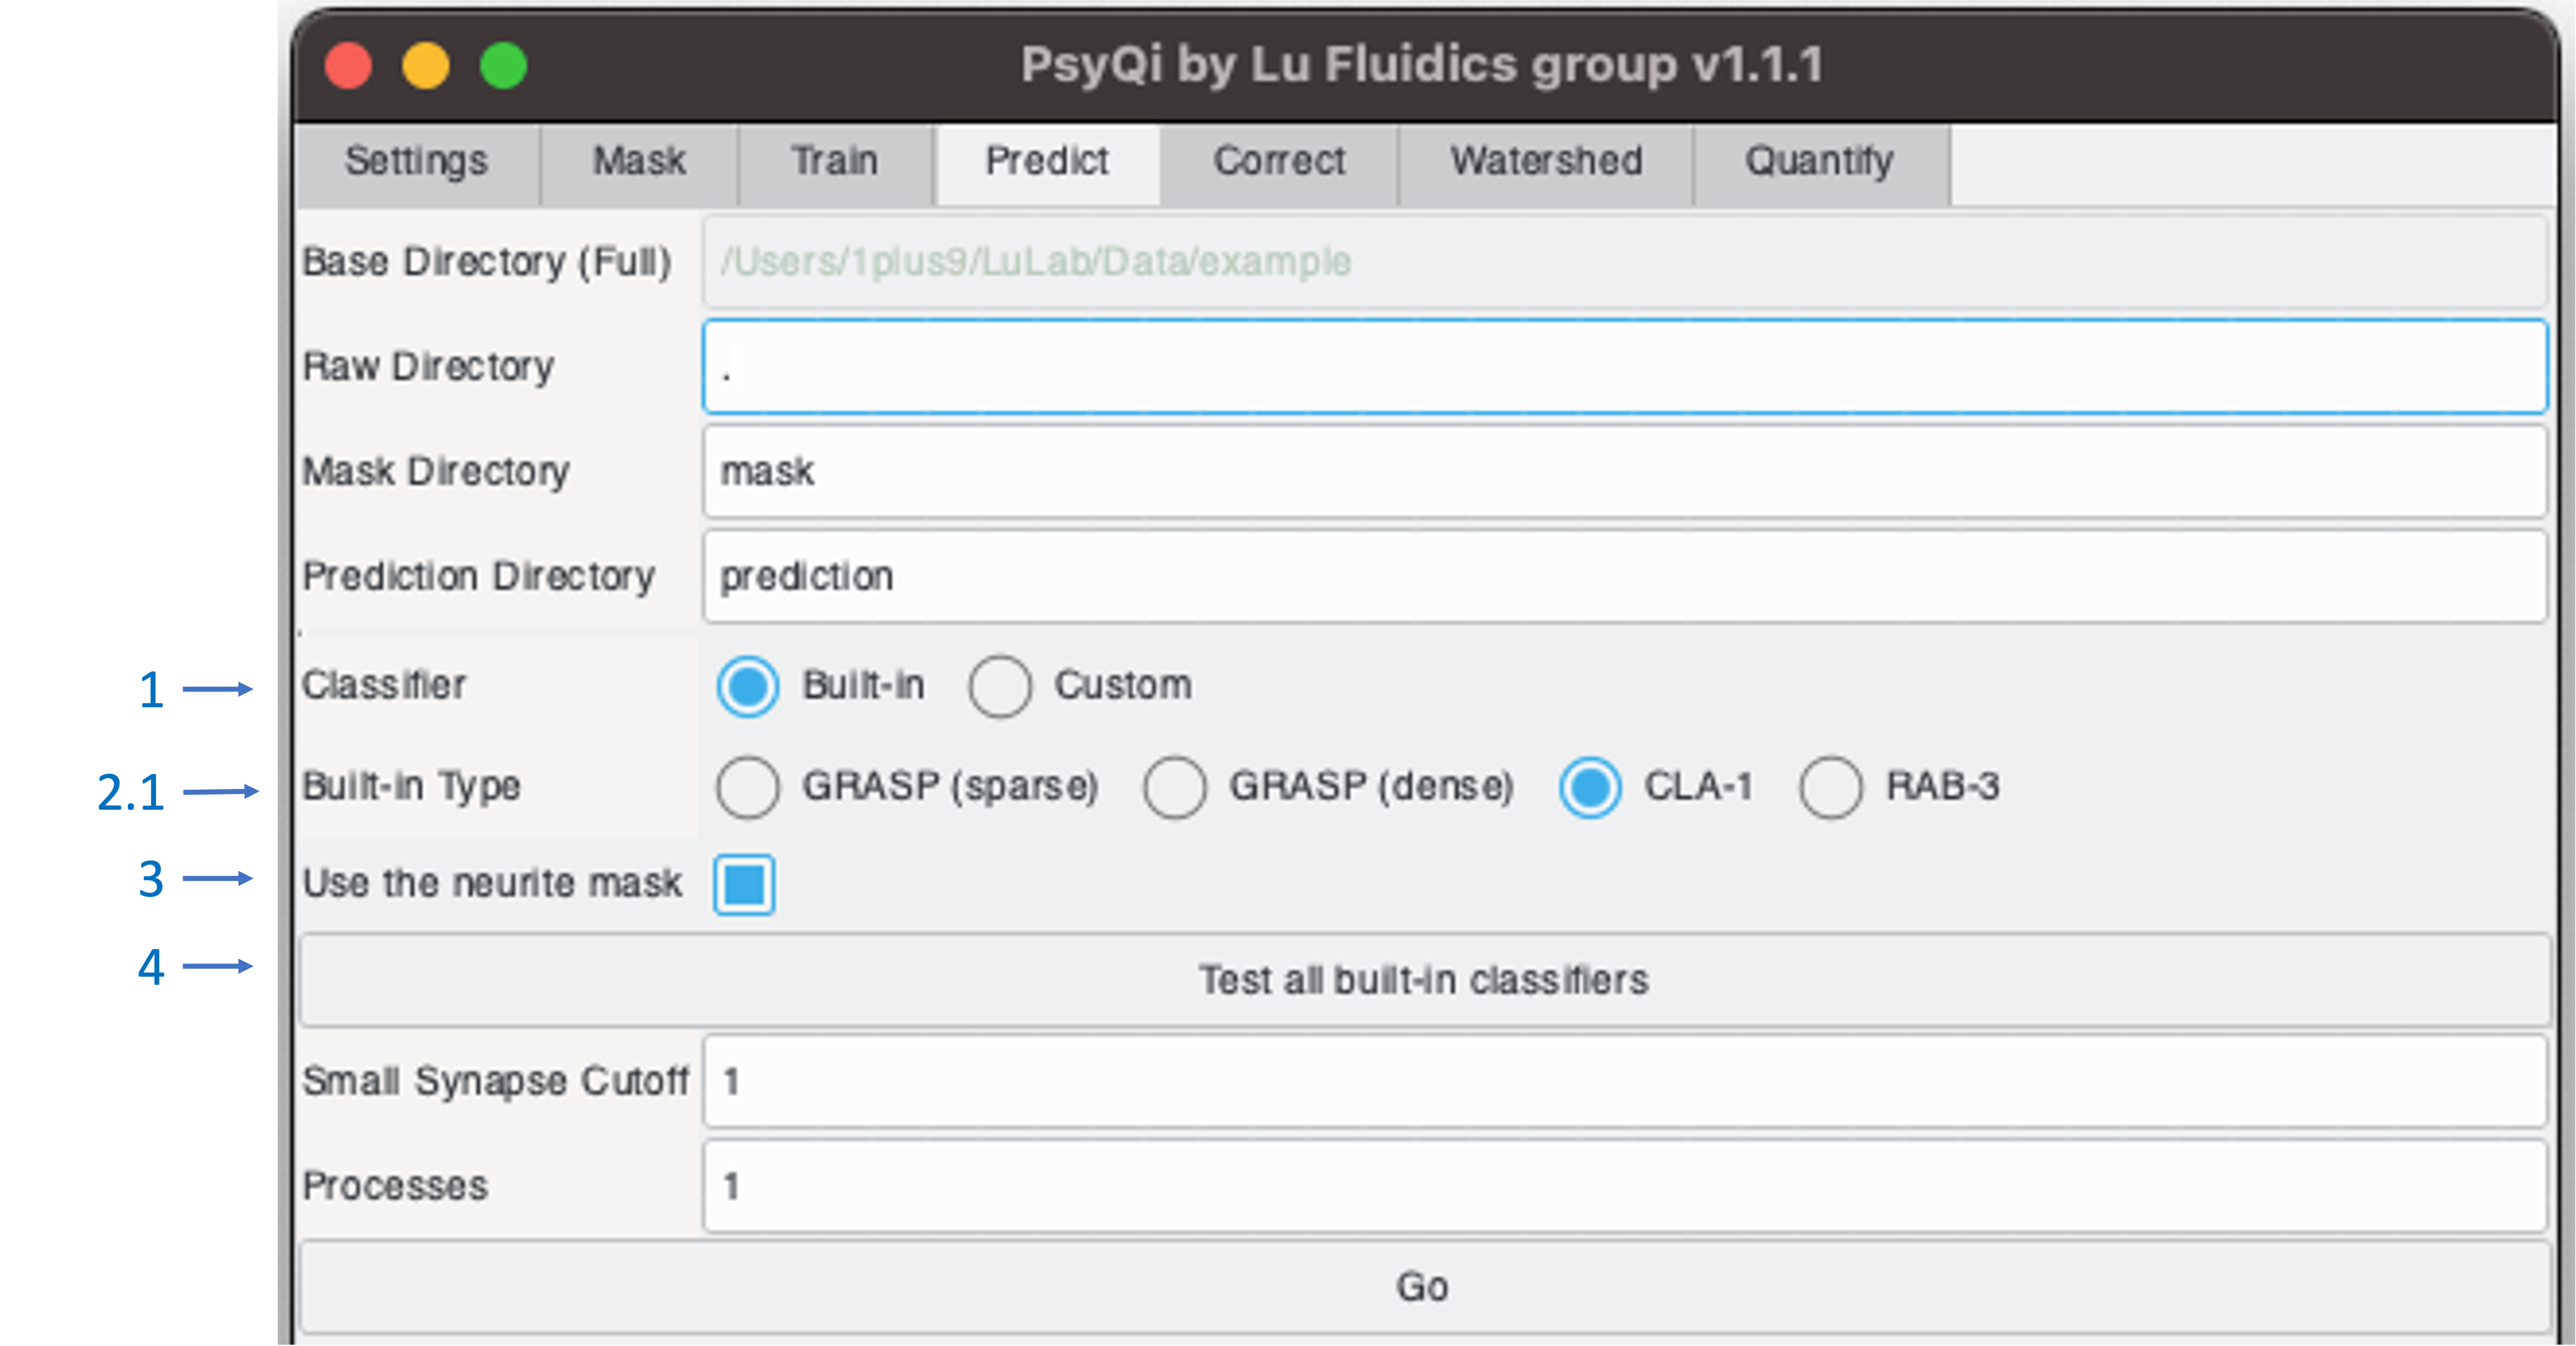 PsyQi by Lu Fluidics group v1.1.1
Settings Mask Train Predict Correct Watershed Quantify
Base Directory (Full) /Users/1plus9/LuLab/Data/example
Raw Directory .
Mask Directory mask
Prediction Directory prediction
1 Classifier Built-in Custom
2.1 Built-in Type GRASP (sparse) GRASP (dense) CLA-1 RAB-3
3 Use the neurite mask
4 Test all built-in classifiers
Small Synapse Cutoff 1
Processes 1
Go